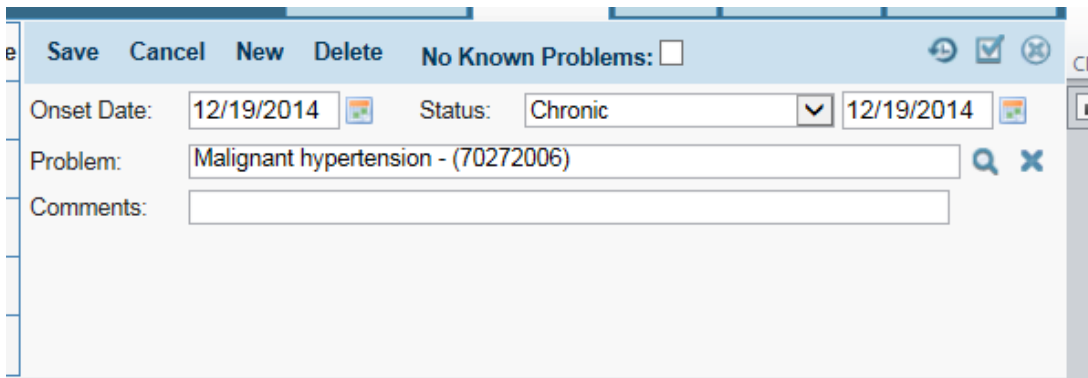 Save Cancel New Delete No Known Problems:
Onset Date: 12/19/2014 Status: Chronic 12/19/2014
Problem: Malignant hypertension - (70272006)
Comments: